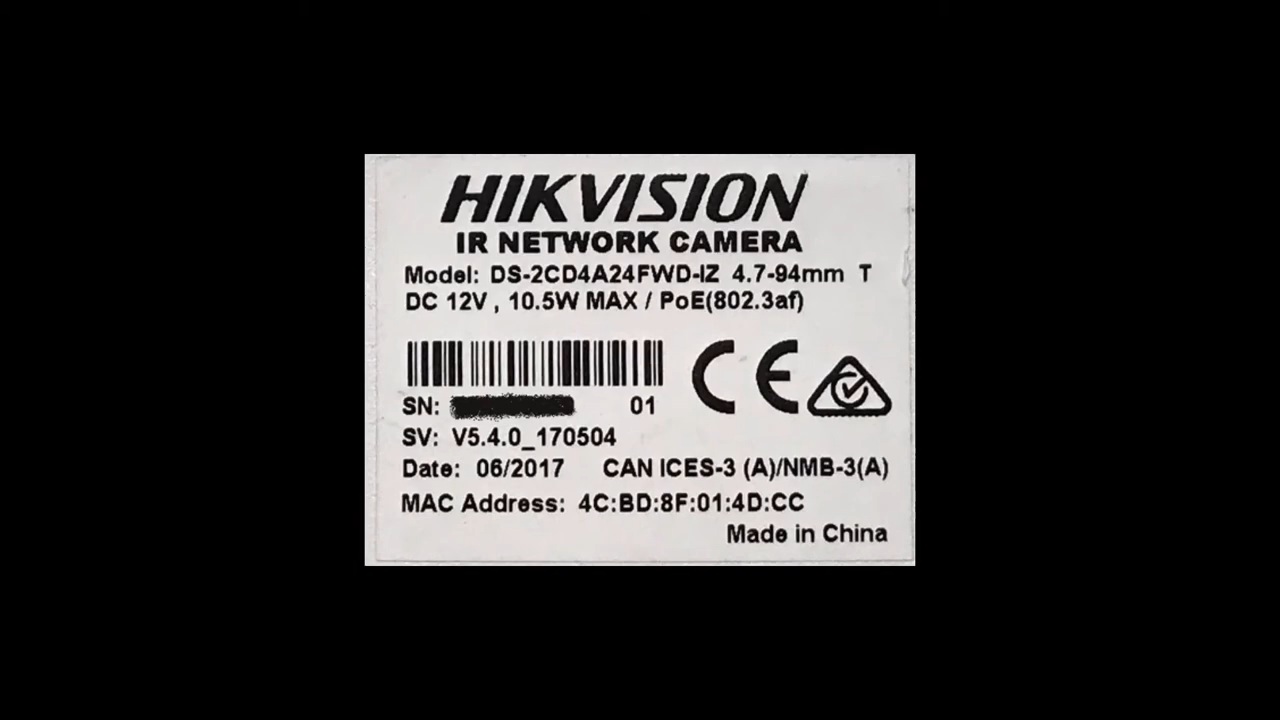 HIKVISION
IR NETWORK CAMERA
Model: DS-2CD4A24FWD-IZ 4.7-94mm T
DC 12V , 10.5W MAX / PoE(802.3af)
CE
SN: 01
SV: V5.4.0_170504
Date: 06/2017 CAN ICES-3 (A)/NMB-3(A)
MAC Address: 4C:BD:8F:01:4D:CC
Made in China